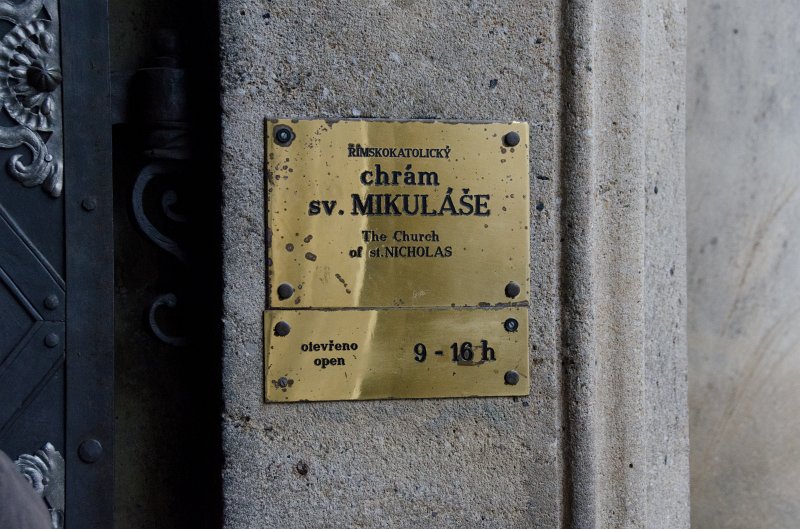 ŘÍMSKOKATOLICKÝ
chrám
sv. MIKULÁŠE
The Church
of st. NICHOLAS
otevřeno
open
9 - 16 h